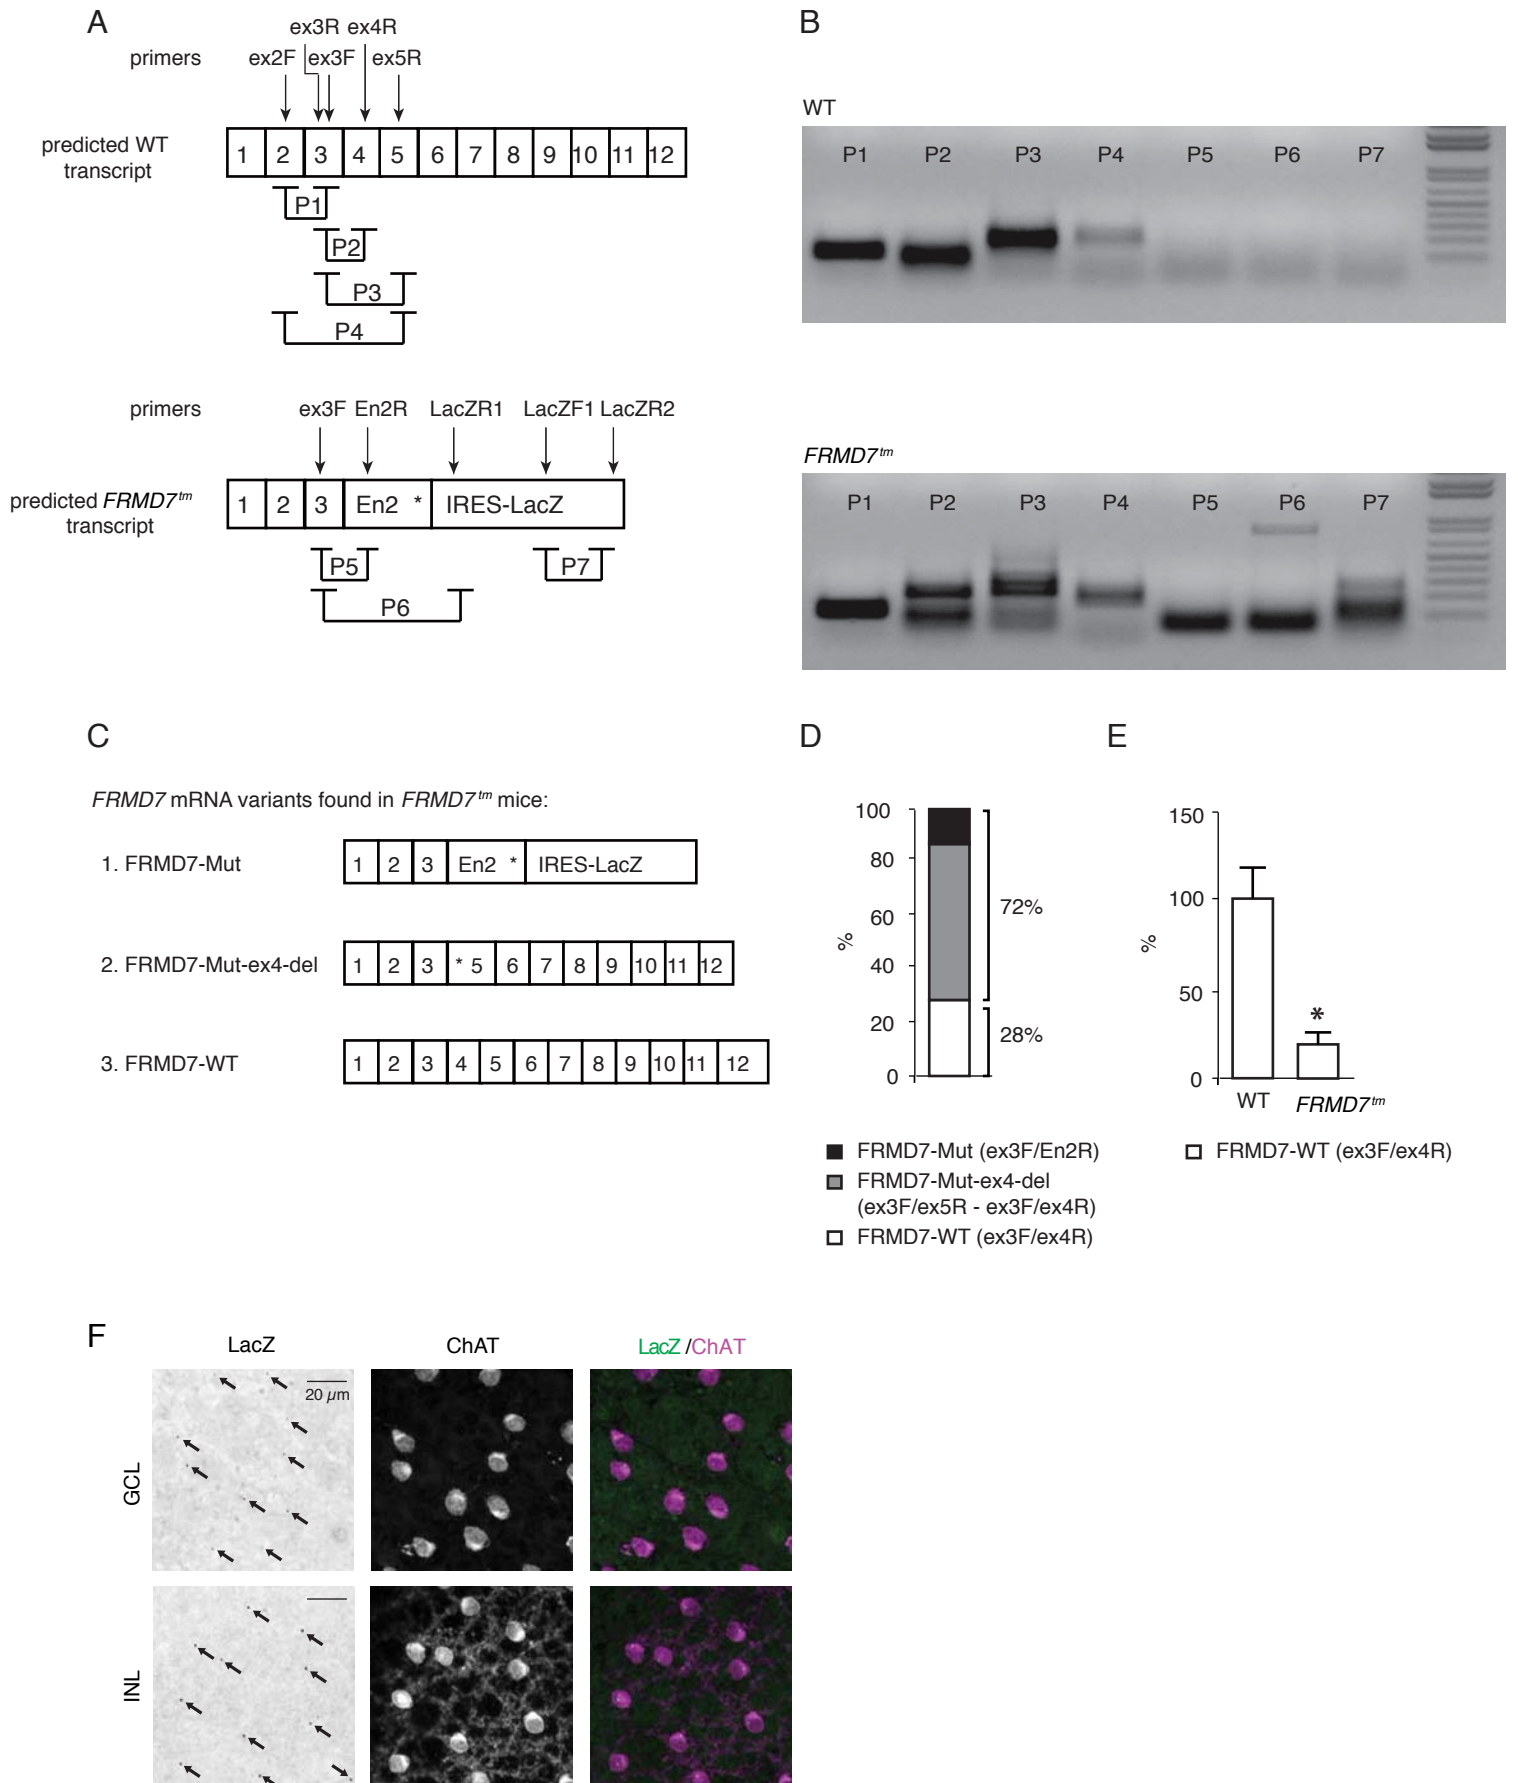 A
ex3R ex4R
primers ex2F ex3F ex5R
predicted WT
transcript
1 2 3 4 5 6 7 8 9 10 11 12
P1
P2
P3
P4
primers ex3F En2R LacZR1 LacZF1 LacZR2
predicted FRMD7tm
transcript
1 2 3 En2 * IRES-LacZ
P5 P7
P6
B
WT
P1 P2 P3 P4 P5 P6 P7
FRMD7tm
P1 P2 P3 P4 P5 P6 P7
C
FRMD7 mRNA variants found in FRMD7tm mice:
1. FRMD7-Mut
1 2 3 En2 * IRES-LacZ
2. FRMD7-Mut-ex4-del
1 2 3 * 5 6 7 8 9 10 11 12
3. FRMD7-WT
1 2 3 4 5 6 7 8 9 10 11 12
D
%
100
80
60
40
20
0
72%
28%
FRMD7-Mut (ex3F/En2R)
FRMD7-Mut-ex4-del
(ex3F/ex5R - ex3F/ex4R)
FRMD7-WT (ex3F/ex4R)
E
%
150
100
50
0
*
WT FRMD7tm
FRMD7-WT (ex3F/ex4R)
F
LacZ ChAT LacZ/ChAT
20 µm
GCL
INL